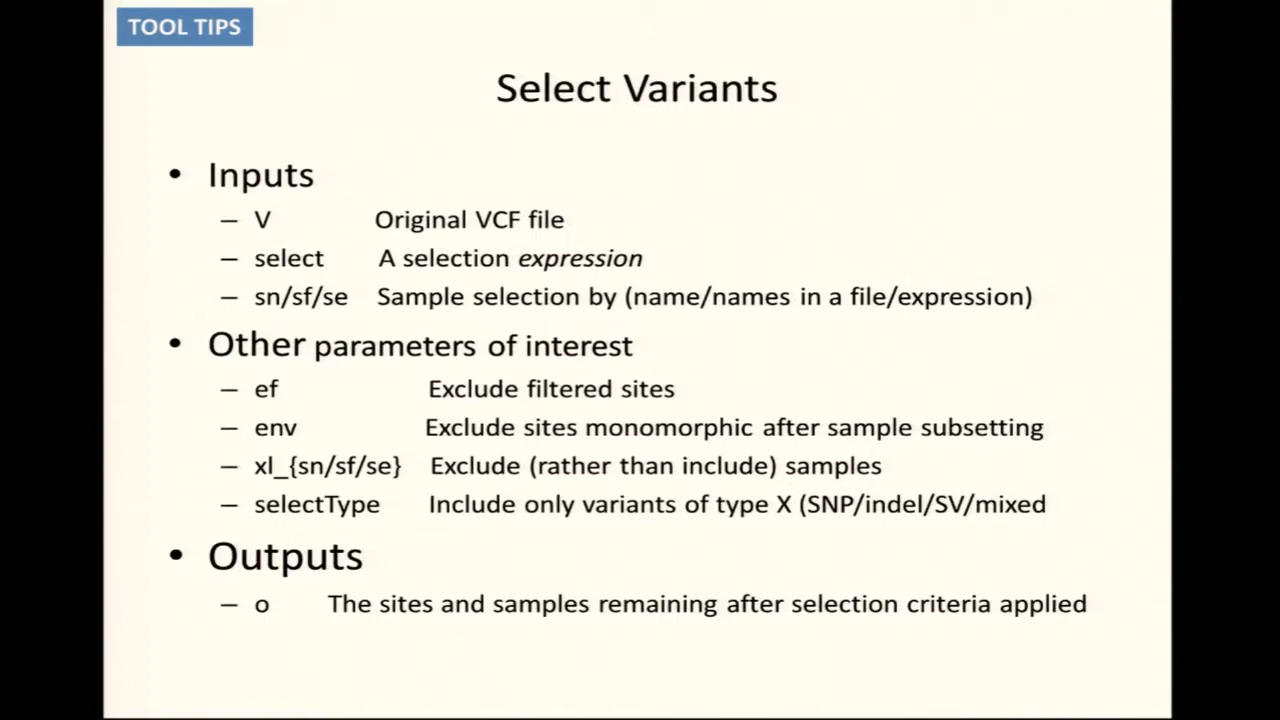 TOOL TIPS
Select Variants
• Inputs
– V Original VCF file
– select A selection expression
– sn/sf/se Sample selection by (name/names in a file/expression)
• Other parameters of interest
– ef Exclude filtered sites
– env Exclude sites monomorphic after sample subsetting
– xl_{sn/sf/se} Exclude (rather than include) samples
– selectType Include only variants of type X (SNP/indel/SV/mixed
• Outputs
– o The sites and samples remaining after selection criteria applied